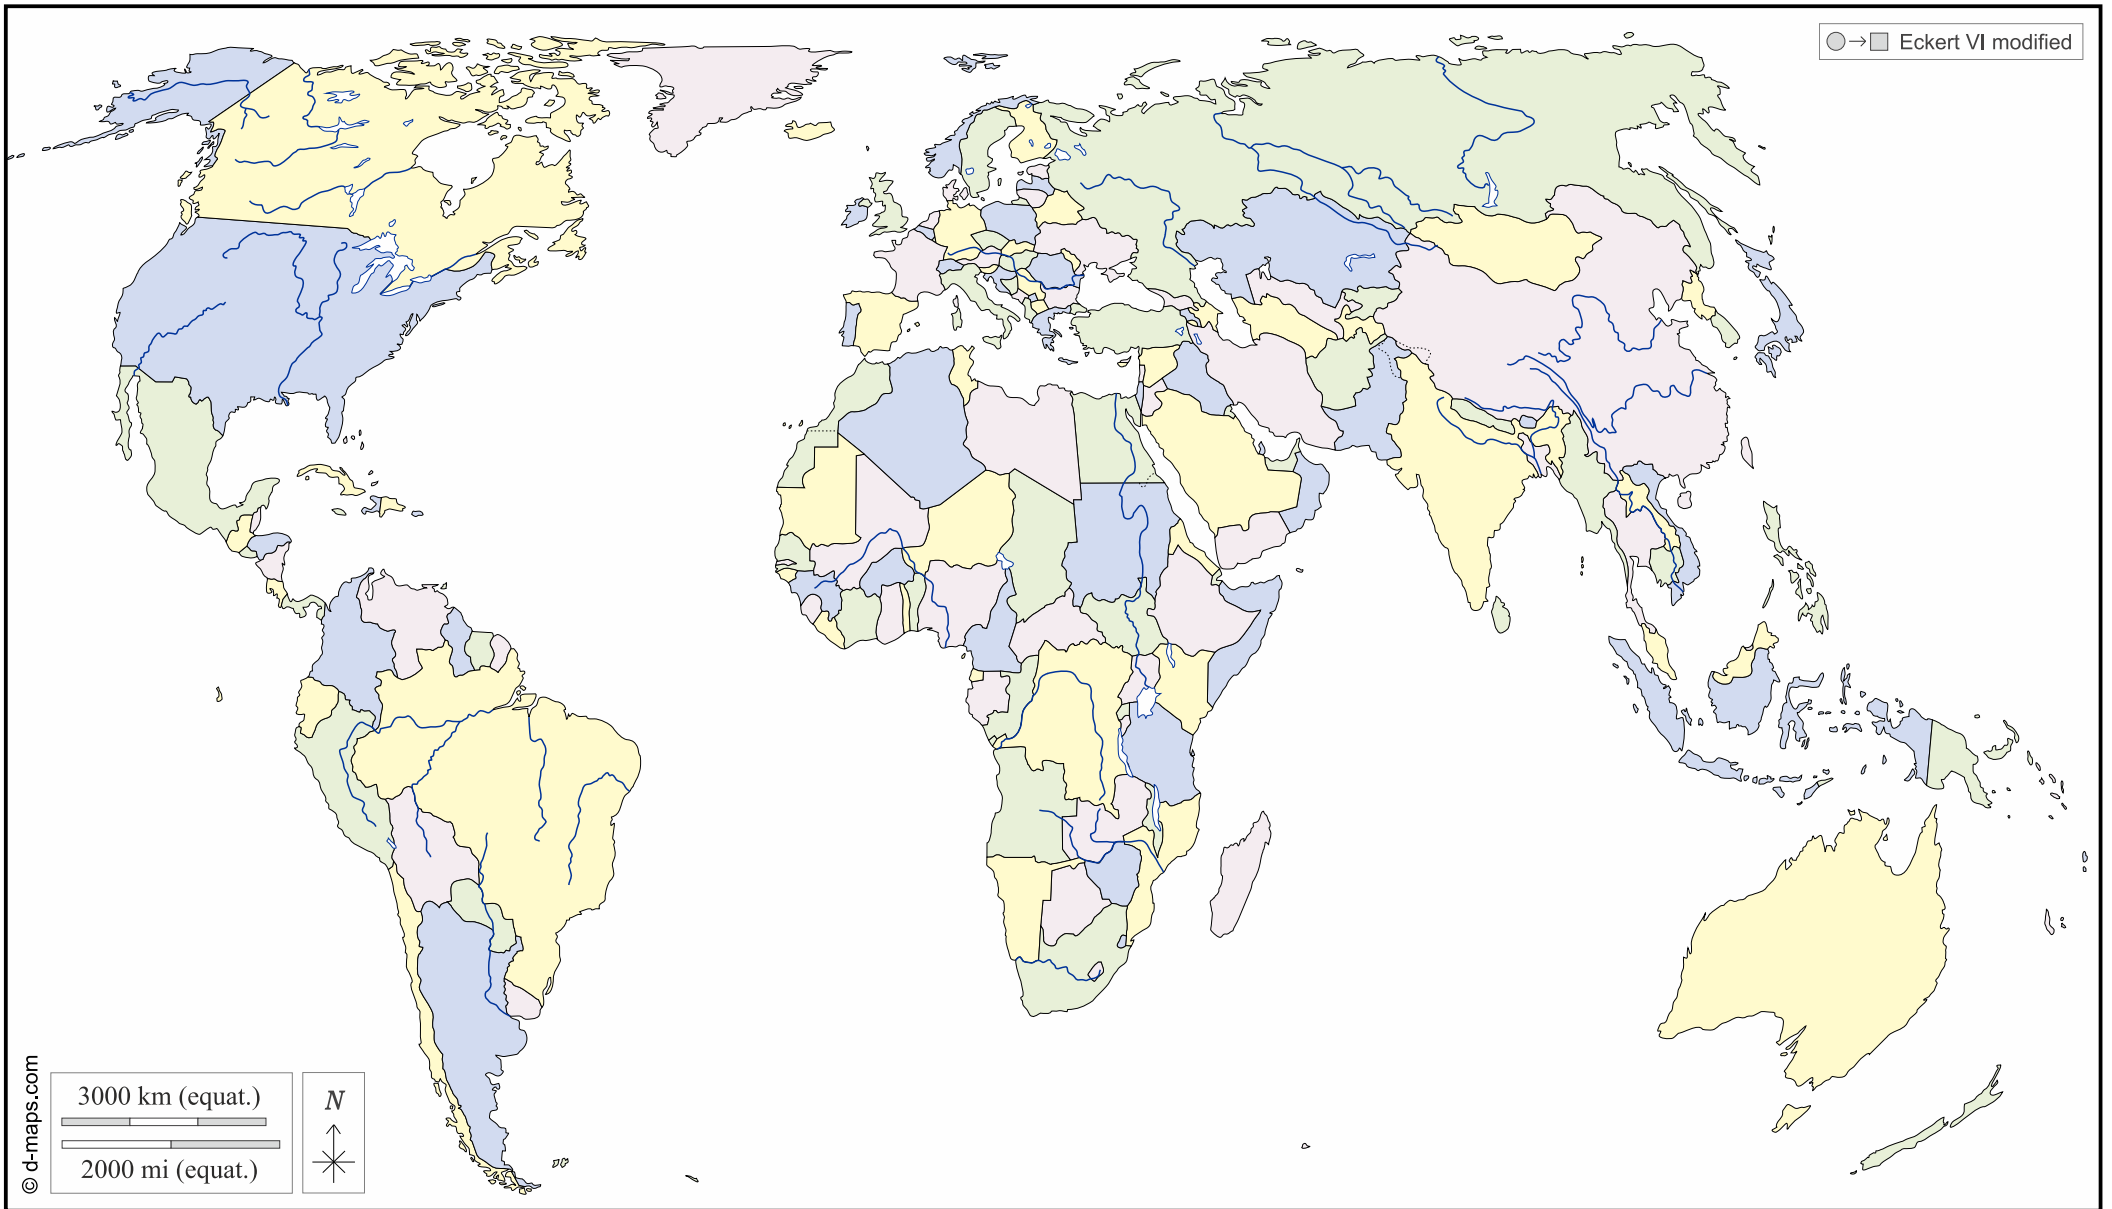 → Eckert VI modified
© d-maps.com
3000 km (equat.)
2000 mi (equat.)
N